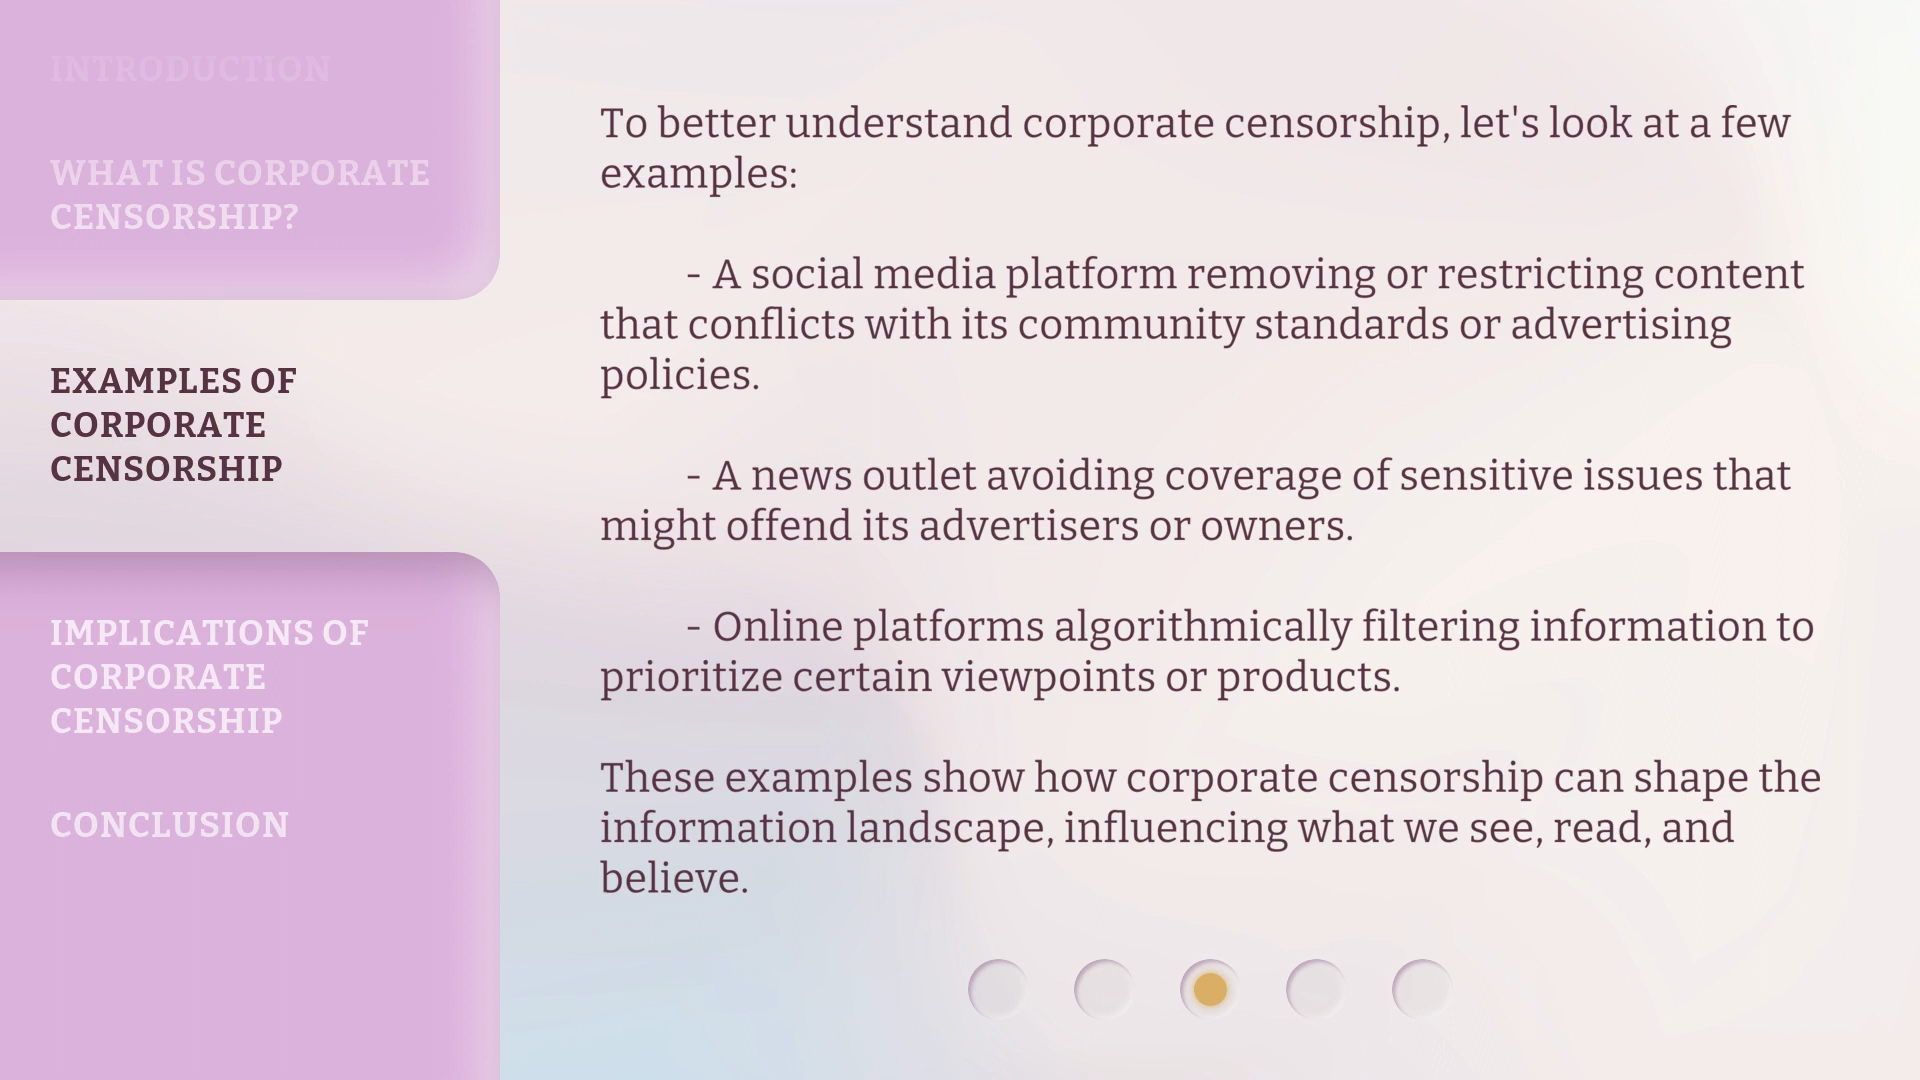 INTRODUCTION
WHAT IS CORPORATE
CENSORSHIP?
EXAMPLES OF
CORPORATE
CENSORSHIP
IMPLICATIONS OF
CORPORATE
CENSORSHIP
CONCLUSION
To better understand corporate censorship, let's look at a few
examples:
- A social media platform removing or restricting content
that conflicts with its community standards or advertising
policies.
- A news outlet avoiding coverage of sensitive issues that
might offend its advertisers or owners.
- Online platforms algorithmically filtering information to
prioritize certain viewpoints or products.
These examples show how corporate censorship can shape the
information landscape, influencing what we see, read, and
believe.